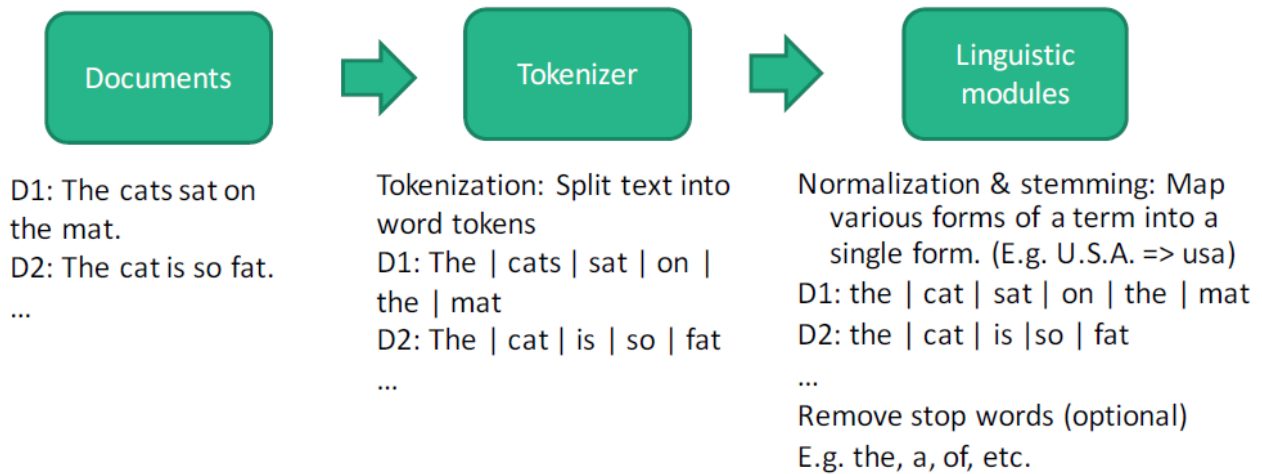 Documents
Tokenizer
Linguistic
modules
D1: The cats sat on
the mat.
D2: The cat is so fat.
...
Tokenization: Split text into
word tokens
D1: The | cats | sat | on |
the | mat
D2: The | cat | is | so | fat
...
Normalization & stemming: Map
various forms of a term into a
single form. (E.g. U.S.A. => usa)
D1: the | cat | sat | on | the | mat
D2: the | cat | is |so | fat
...
Remove stop words (optional)
E.g. the, a, of, etc.